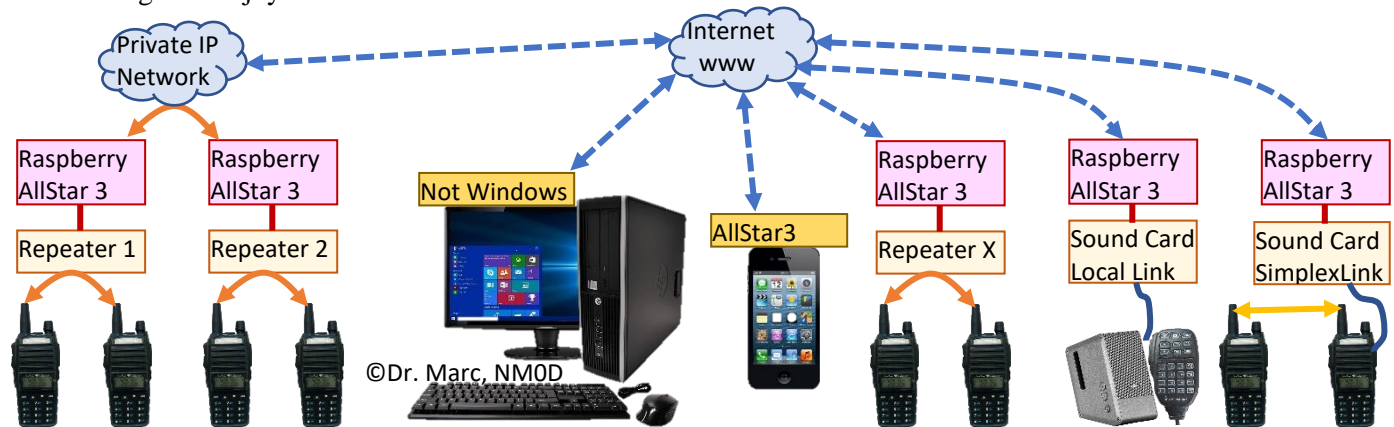 Private IP
Network
Internet
www
Raspberry
AllStar 3
Raspberry
AllStar 3
Not Windows
AllStar3
Raspberry
AllStar 3
Raspberry
AllStar 3
Raspberry
AllStar 3
Repeater 1
Repeater 2
Repeater X
Sound Card
Local Link
Sound Card
SimplexLink
©Dr. Marc, NM0D